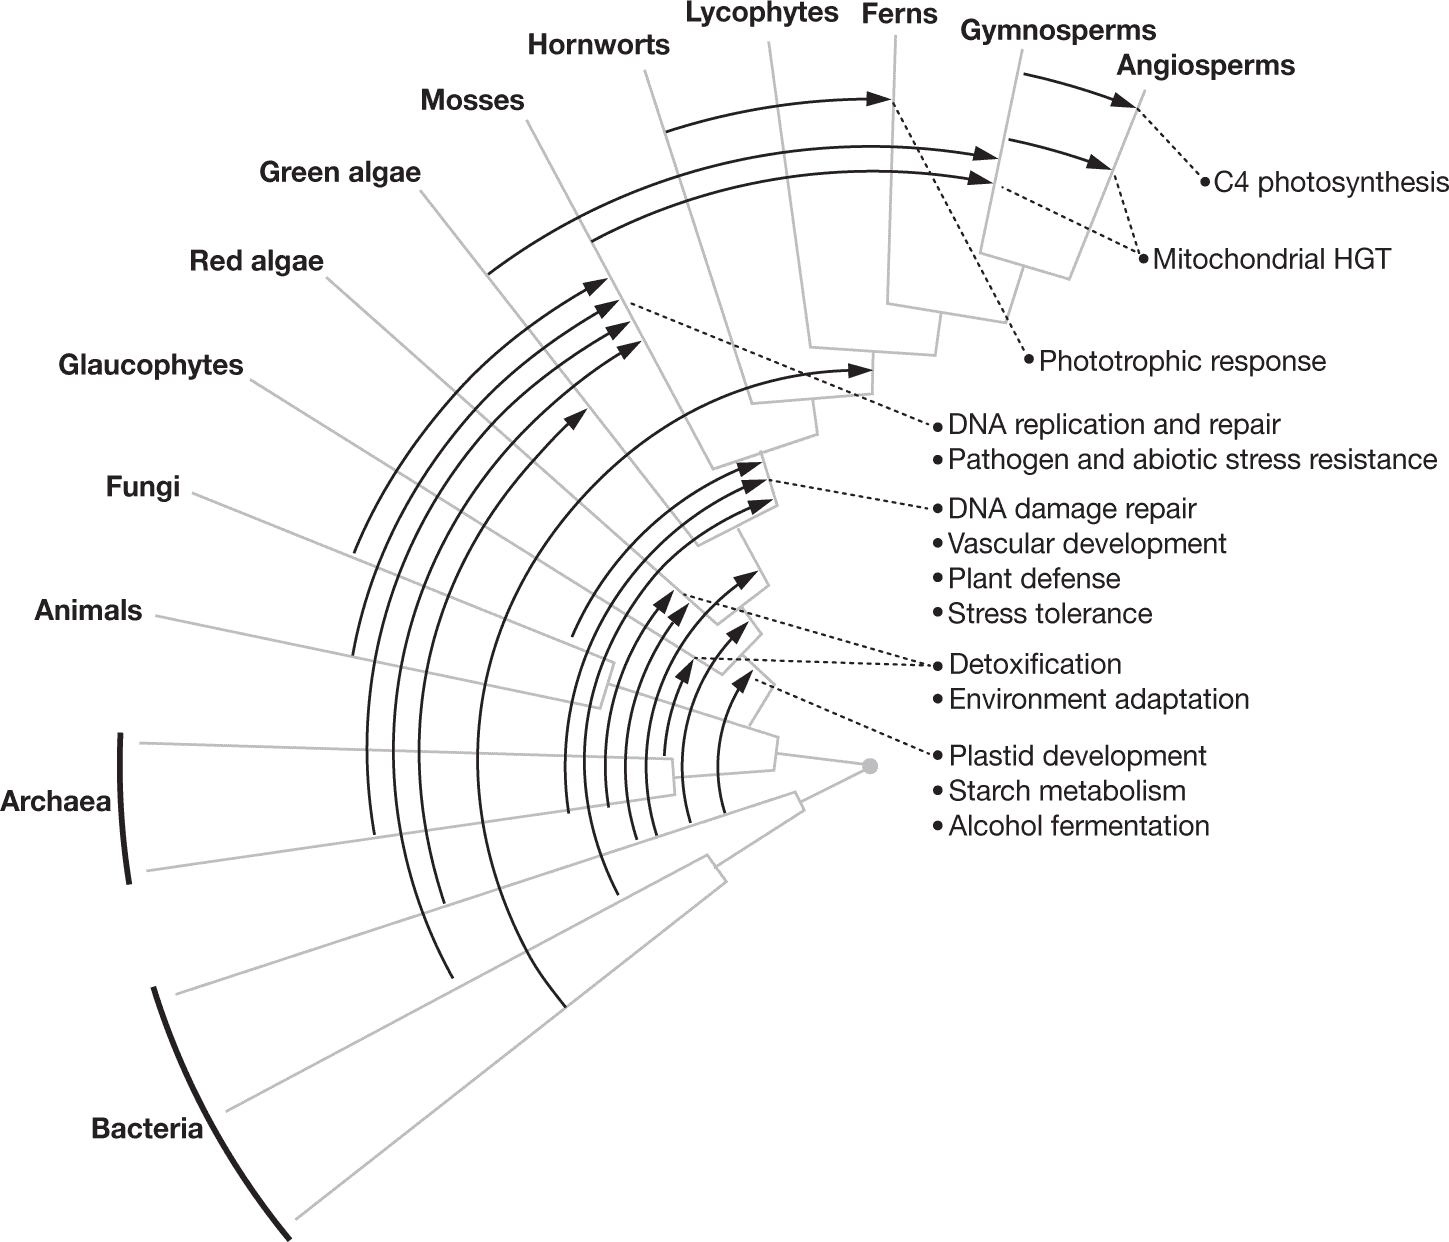 Lycophytes
Ferns
Gymnosperms
Hornworts
Angiosperms
Mosses
Green algae
C4 photosynthesis
Red algae
Mitochondrial HGT
Glaucophytes
Phototrophic response
DNA replication and repair
Pathogen and abiotic stress resistance
Fungi
DNA damage repair
Vascular development
Plant defense
Animals
Stress tolerance
Detoxification
Environment adaptation
Plastid development
Starch metabolism
Archaea
Alcohol fermentation
Bacteria